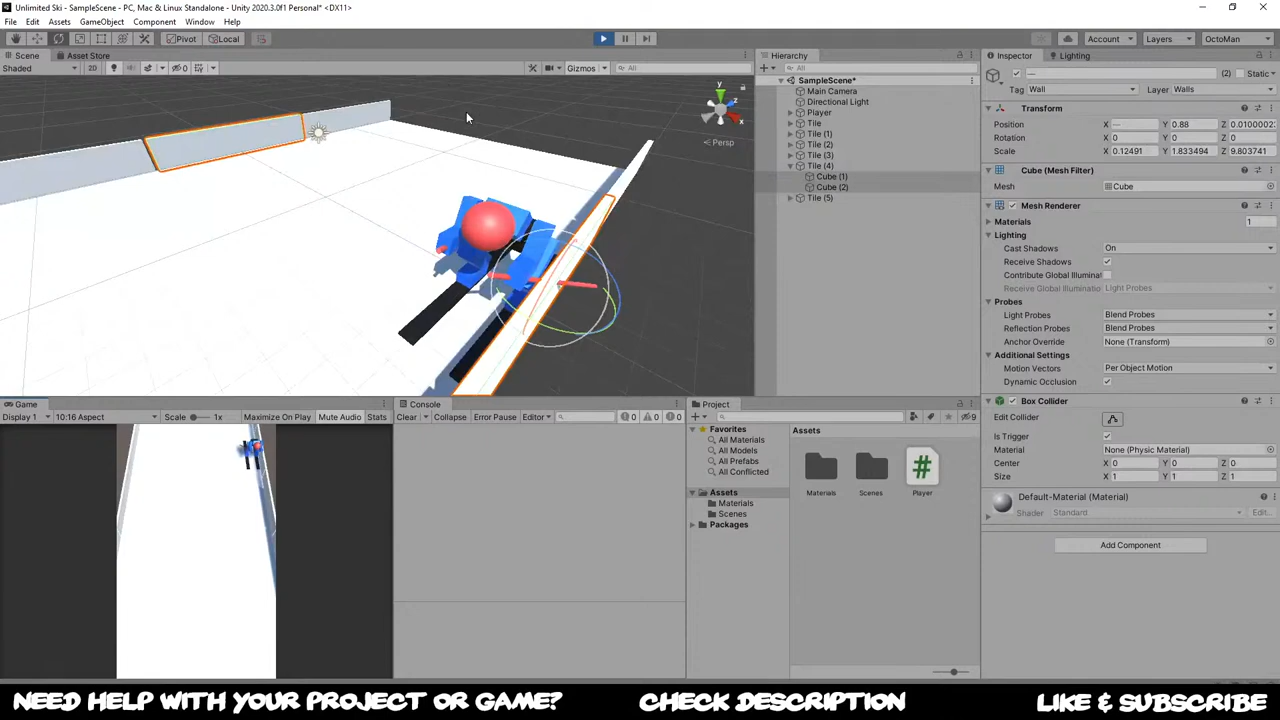 Unlimited Ski - SampleScene - PC, Mac & Linux Standalone - Unity 2020.3.0f1 Personal* <DX11>
File Edit Assets GameObject Component Window Help
Pivot Local Account Layers OctoMan
Scene Asset Store
Shaded 2D 0 Gizmos All
y z x
Persp
Hierarchy
All
SampleScene*
Main Camera
Directional Light
Player
Tile
Tile (1)
Tile (2)
Tile (3)
Tile (4)
Cube (1)
Cube (2)
Tile (5)
Inspector Lighting
— (2) Static
Tag Wall Layer Walls
Transform
Position X — Y 0.88 Z 0.0100002
Rotation X 0 Y 0 Z 0
Scale X 0.12491 Y 1.833494 Z 9.803741
Cube (Mesh Filter)
Mesh Cube
Mesh Renderer
Materials 1
Lighting
Cast Shadows On
Receive Shadows
Contribute Global Illuminat
Receive Global Illuminatio Light Probes
Probes
Light Probes Blend Probes
Reflection Probes Blend Probes
Anchor Override None (Transform)
Additional Settings
Motion Vectors Per Object Motion
Dynamic Occlusion
Box Collider
Edit Collider
Is Trigger
Material None (Physic Material)
Center X 0 Y 0 Z 0
Size X 1 Y 1 Z 1
Default-Material (Material)
Shader Standard Edit...
Add Component
Game
Display 1 10:16 Aspect Scale 1x Maximize On Play Mute Audio Stats
Console
Clear Collapse Error Pause Editor 0 0 0
Project
9
Favorites
All Materials
All Models
All Prefabs
All Conflicted
Assets
Materials
Scenes
Packages
Assets
Materials Scenes Player
NEED HELP WITH YOUR PROJECT OR GAME? CHECK DESCRIPTION LIKE & SUBSCRIBE